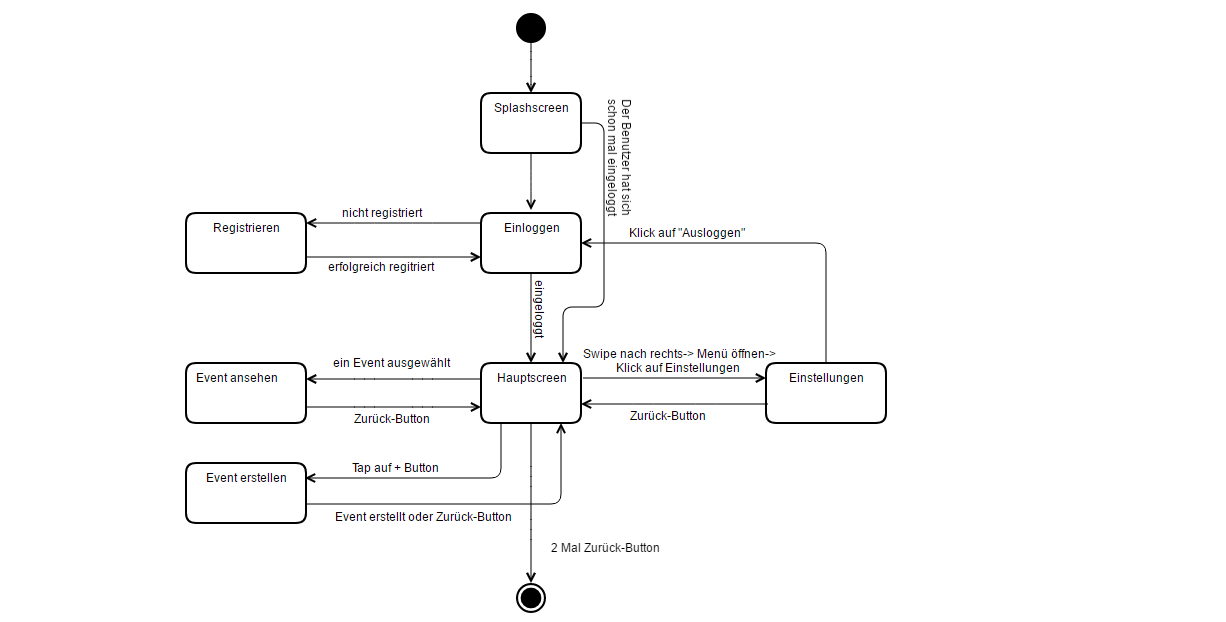 Splashscreen
Der Benutzer hat sich
schon mal eingeloggt
nicht registriert
Registrieren
Einloggen
Klick auf "Ausloggen"
erfolgreich regitriert
eingeloggt
Swipe nach rechts-> Menü öffnen->
Klick auf Einstellungen
ein Event ausgewählt
Event ansehen
Hauptscreen
Einstellungen
Zurück-Button
Zurück-Button
Tap auf + Button
Event erstellen
Event erstellt oder Zurück-Button
2 Mal Zurück-Button